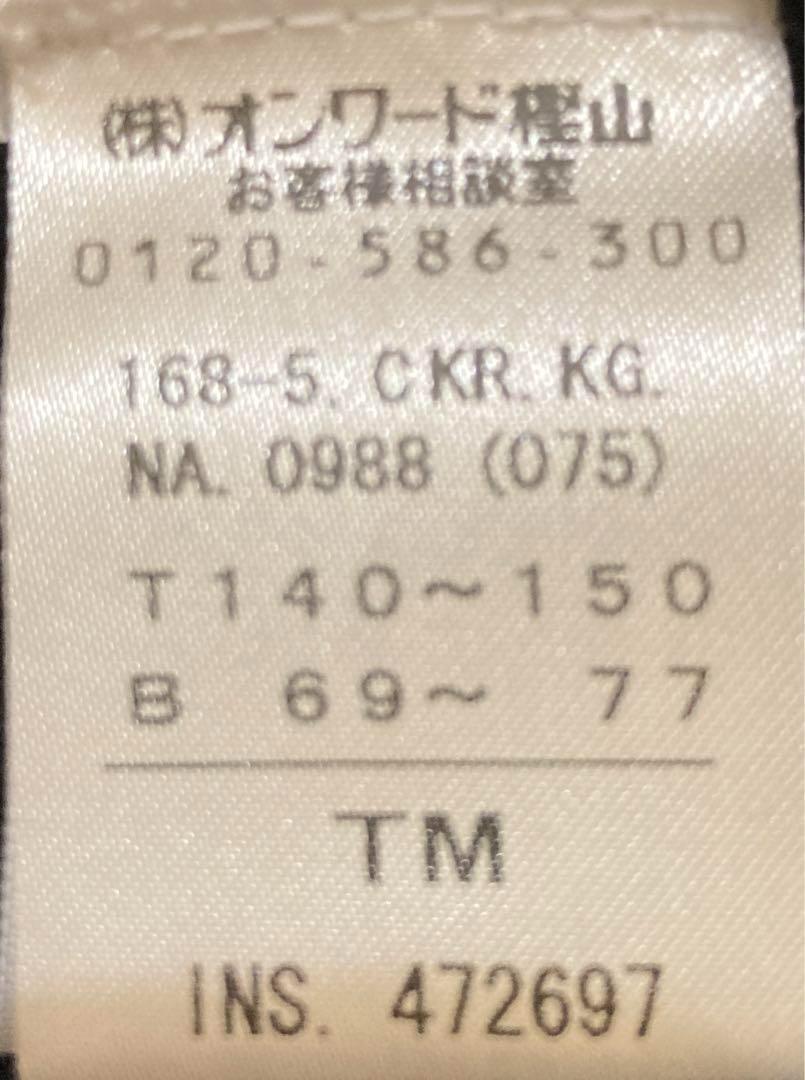 (株)オンワード樫山
お客様相談室
0120-586-300
168-5. CKR. KG.
NA. 0988 (075)
T140〜150
B 69〜 77
TM
INS. 472697